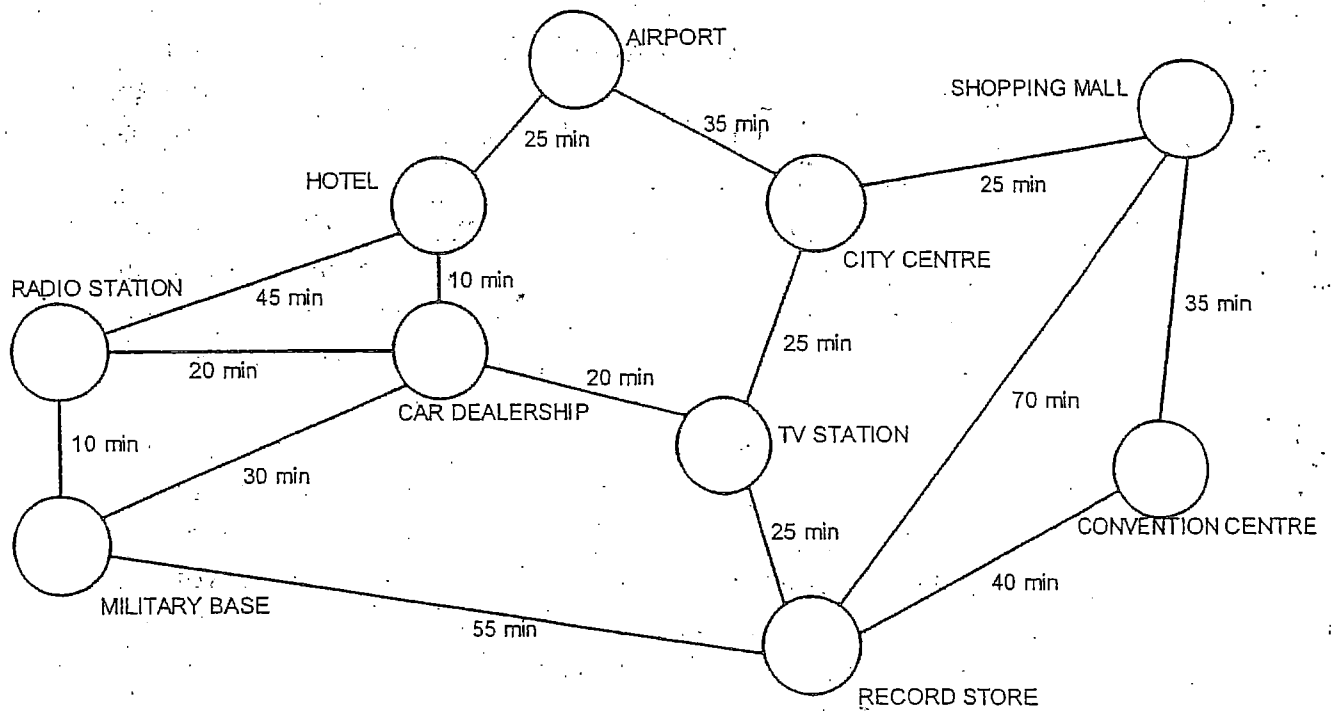 AIRPORT
SHOPPING MALL
35 min
25 min
HOTEL
25 min
CITY CENTRE
10 min
RADIO STATION
45 min
35 min
25 min
20 min
20 min
70 min
CAR DEALERSHIP
TV STATION
10 min
30 min
25 min
CONVENTION CENTRE
40 min
MILITARY BASE
55 min
RECORD STORE